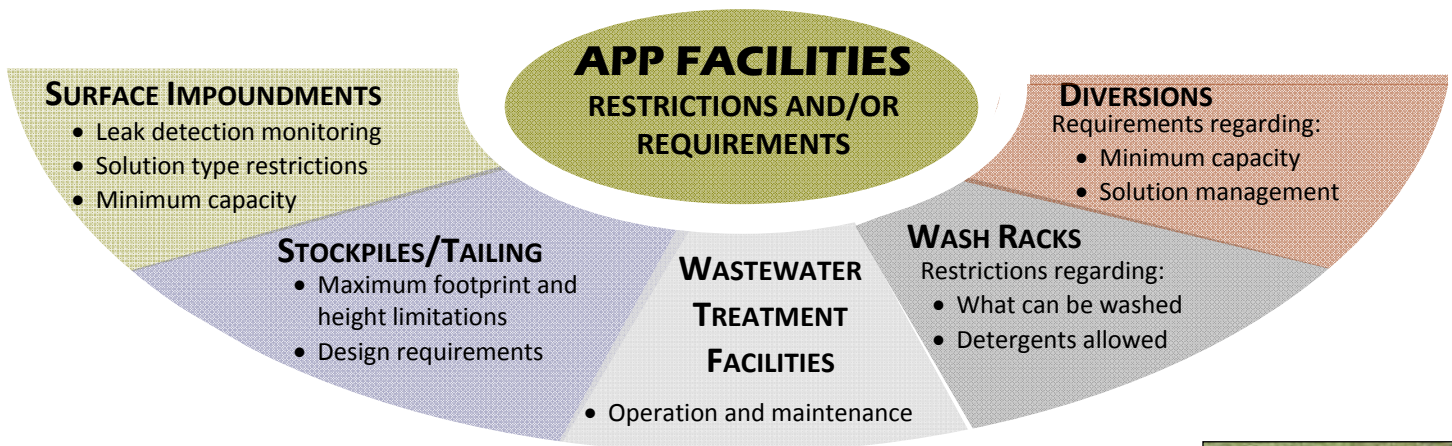 APP FACILITIES
RESTRICTIONS AND/OR
REQUIREMENTS
SURFACE IMPOUNDMENTS
• Leak detection monitoring
• Solution type restrictions
• Minimum capacity
STOCKPILES/TAILING
• Maximum footprint and
height limitations
• Design requirements
WASTEWATER
TREATMENT
FACILITIES
• Operation and maintenance
WASH RACKS
Restrictions regarding:
• What can be washed
• Detergents allowed
DIVERSIONS
Requirements regarding:
• Minimum capacity
• Solution management